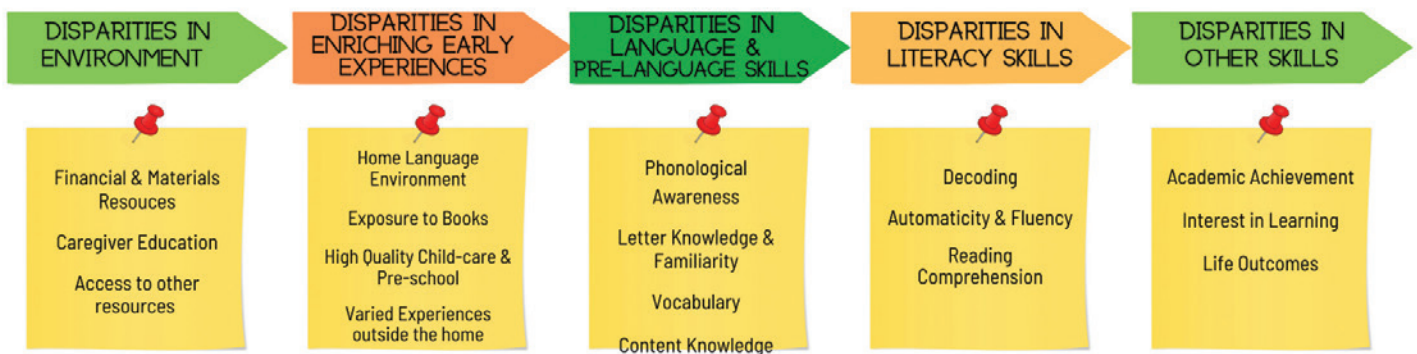 DISPARITIES IN
ENVIRONMENT
DISPARITIES IN
ENRICHING EARLY
EXPERIENCES
DISPARITIES IN
LANGUAGE &
PRE-LANGUAGE SKILLS
DISPARITIES IN
LITERACY SKILLS
DISPARITIES IN
OTHER SKILLS
Financial & Materials
Resouces
Caregiver Education
Access to other
resources
Home Language
Environment
Exposure to Books
High Quality Child-care &
Pre-school
Varied Experiences
outside the home
Phonological
Awareness
Letter Knowledge &
Familiarity
Vocabulary
Content Knowledge
Decoding
Automaticity & Fluency
Reading
Comprehension
Academic Achievement
Interest in Learning
Life Outcomes